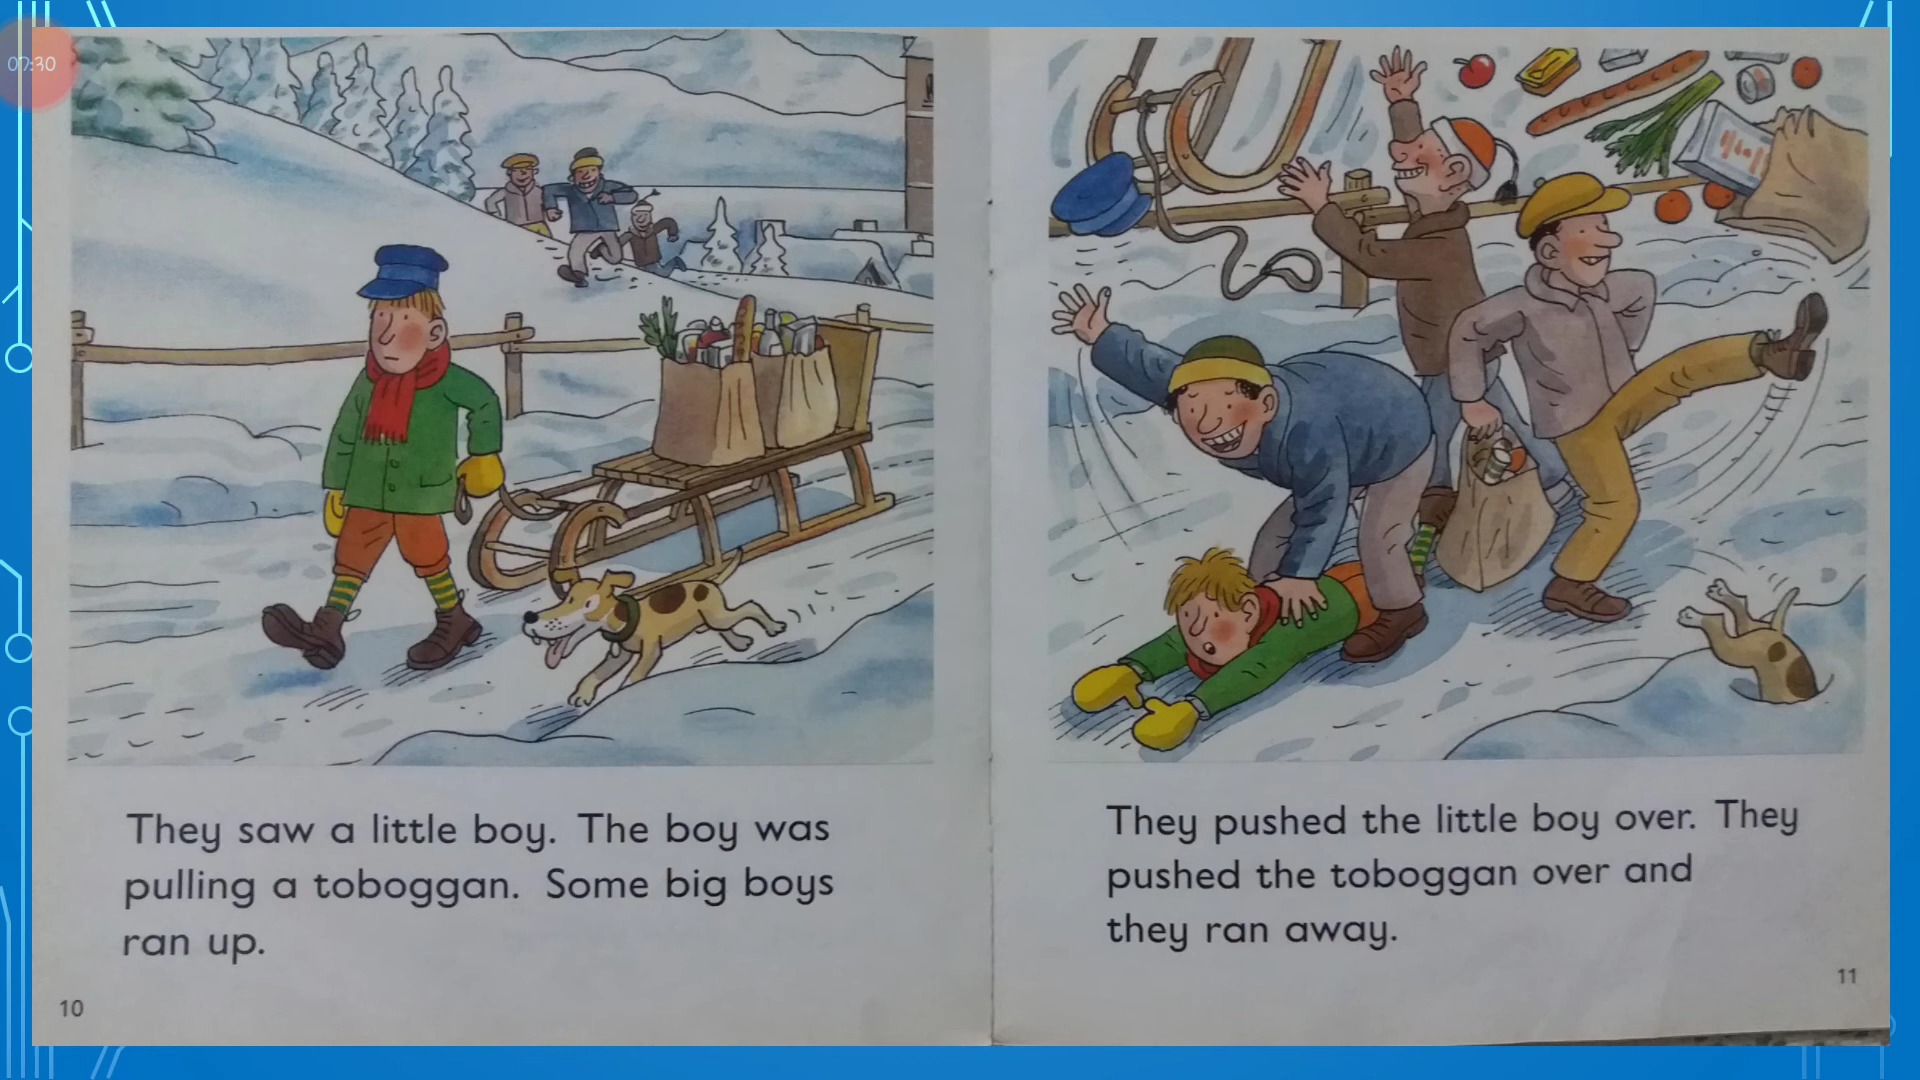 07:30
They saw a little boy. The boy was
pulling a toboggan. Some big boys
ran up.
10
They pushed the little boy over. They
pushed the toboggan over and
they ran away.
11